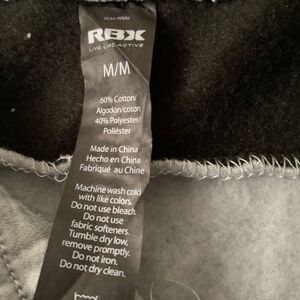 RBX
LIVE LIFE ACTIVE
M/M
60% Cotton/
Algodón/coton
40% Polyester/
Poliéster
Made in China
Hecho en China
Fabriqué au China
Machine wash cold
with like colors.
Do not use bleach.
Do not use
fabric softeners.
Tumble dry low,
remove promptly.
Do not iron.
Do not dry clean.